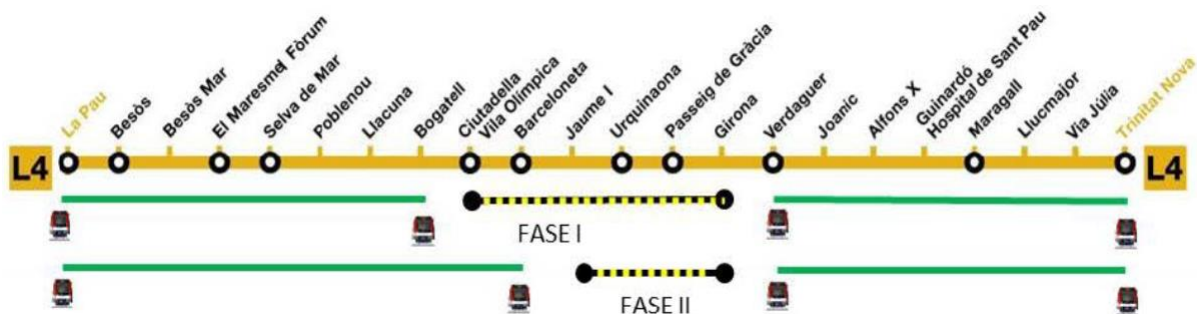 La Pau
Besòs
Besòs Mar
El Maresme Fòrum
Selva de Mar
Poblenou
Llacuna
Bogatell
Ciutadella
Vila Olímpica
Barceloneta
Jaume I
Urquinaona
Passeig de Gràcia
Girona
Verdaguer
Joanic
Alfons X
Guinardó
Hospital de Sant Pau
Maragall
Llucmajor
Via Júlia
Trinitat Nova
L4
L4
FASE I
FASE II